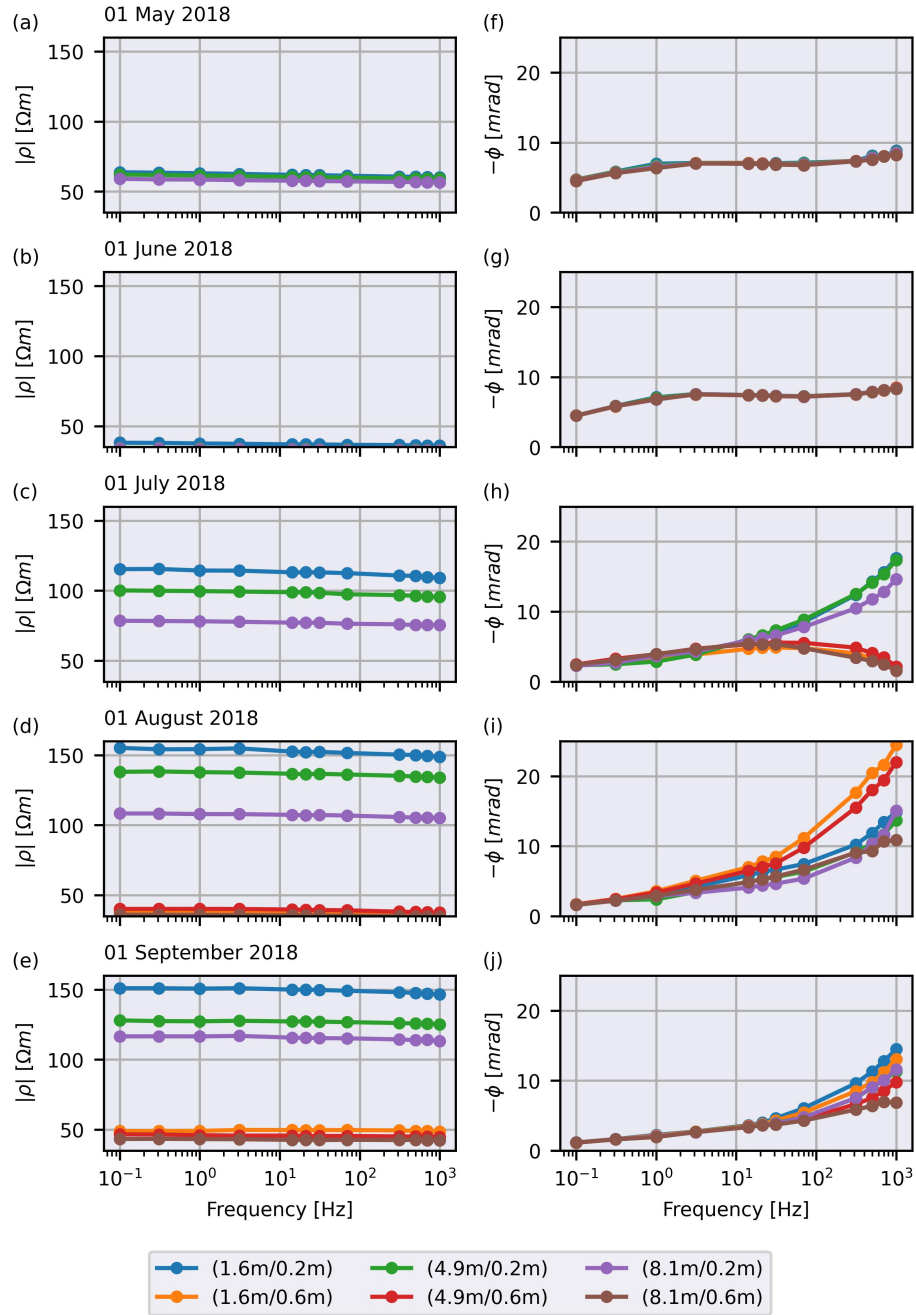 (a) 01 May 2018 (f)
150
100
50
|ρ| [Ωm]
20
10
0
−ϕ [mrad]
(b) 01 June 2018 (g)
150
100
50
|ρ| [Ωm]
20
10
0
−ϕ [mrad]
(c) 01 July 2018 (h)
150
100
50
|ρ| [Ωm]
20
10
0
−ϕ [mrad]
(d) 01 August 2018 (i)
150
100
50
|ρ| [Ωm]
20
10
0
−ϕ [mrad]
(e) 01 September 2018 (j)
150
100
50
|ρ| [Ωm]
20
10
0
−ϕ [mrad]
10⁻¹ 10⁰ 10¹ 10² 10³ 10⁻¹ 10⁰ 10¹ 10² 10³
Frequency [Hz] Frequency [Hz]
(1.6m/0.2m) (4.9m/0.2m) (8.1m/0.2m)
(1.6m/0.6m) (4.9m/0.6m) (8.1m/0.6m)